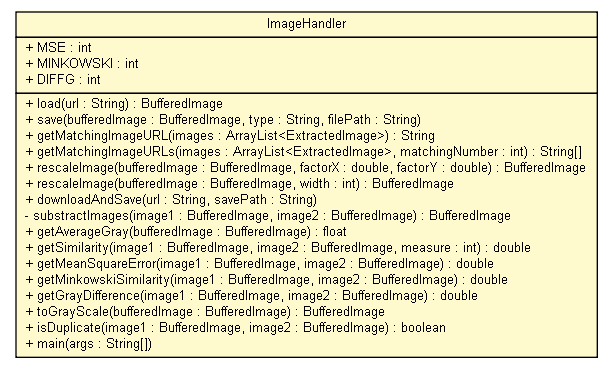 ImageHandler
+ MSE : int
+ MINKOWSKI : int
+ DIFFG : int
+ load(url : String) : BufferedImage
+ save(bufferedImage : BufferedImage, type : String, filePath : String)
+ getMatchingImageURL(images : ArrayList<ExtractedImage>) : String
+ getMatchingImageURLs(images : ArrayList<ExtractedImage>, matchingNumber : int) : String[]
+ rescaleImage(bufferedImage : BufferedImage, factorX : double, factorY : double) : BufferedImage
+ rescaleImage(bufferedImage : BufferedImage, width : int) : BufferedImage
+ downloadAndSave(url : String, savePath : String)
- substractImages(image1 : BufferedImage, image2 : BufferedImage) : BufferedImage
+ getAverageGray(bufferedImage : BufferedImage) : float
+ getSimilarity(image1 : BufferedImage, image2 : BufferedImage, measure : int) : double
+ getMeanSquareError(image1 : BufferedImage, image2 : BufferedImage) : double
+ getMinkowskiSimilarity(image1 : BufferedImage, image2 : BufferedImage) : double
+ getGrayDifference(image1 : BufferedImage, image2 : BufferedImage) : double
+ toGrayScale(bufferedImage : BufferedImage) : BufferedImage
+ isDuplicate(image1 : BufferedImage, image2 : BufferedImage) : boolean
+ main(args : String[])